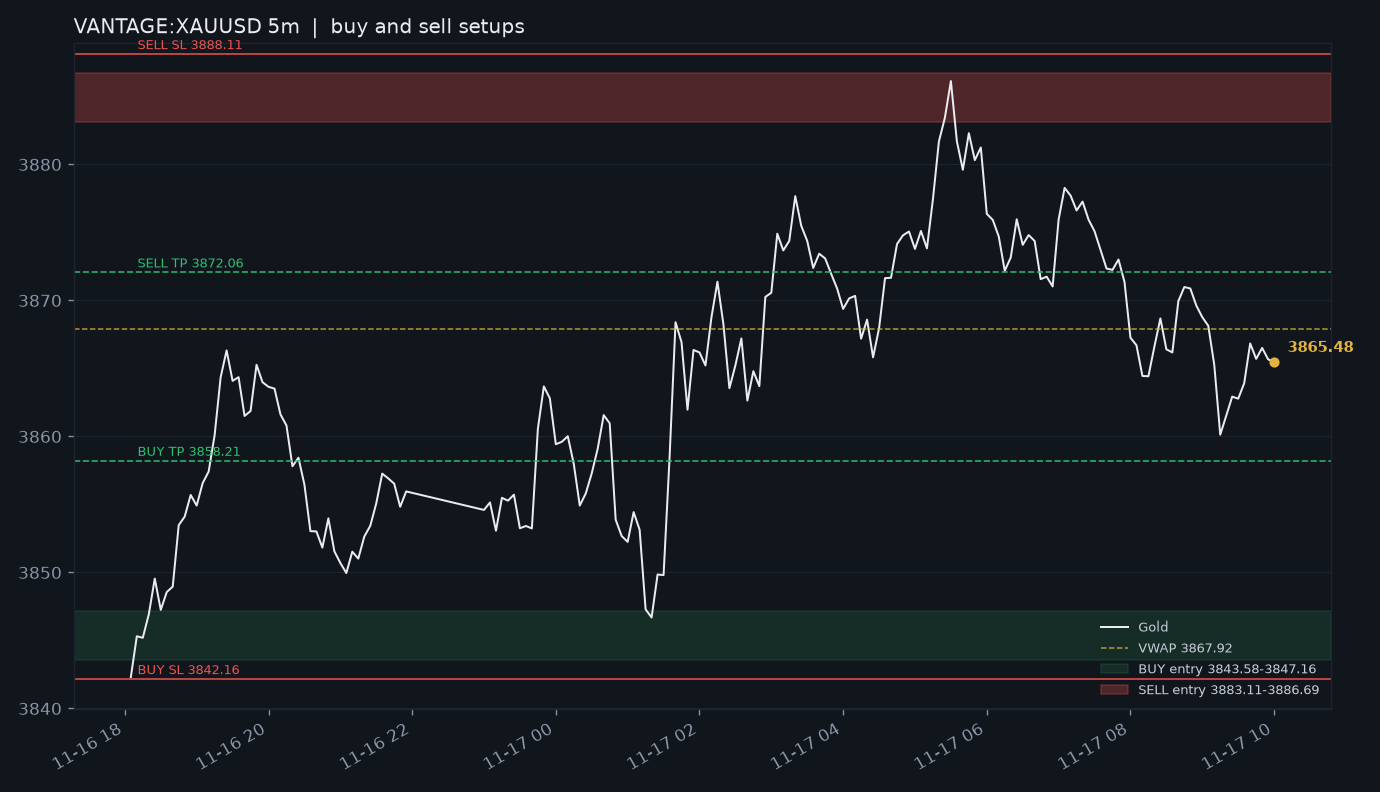 VANTAGE:XAUUSD 5m | buy and sell setups
SELL SL 3888.11
3880
SELL TP 3872.06
3870
3865.48
3860
BUY TP 3858.21
3850
Gold
VWAP 3867.92
BUY SL 3842.16
BUY entry 3843.58-3847.16
SELL entry 3883.11-3886.69
3840
11-16 18
11-16 20
11-16 22
11-17 00
11-17 02
11-17 04
11-17 06
11-17 08
11-17 10